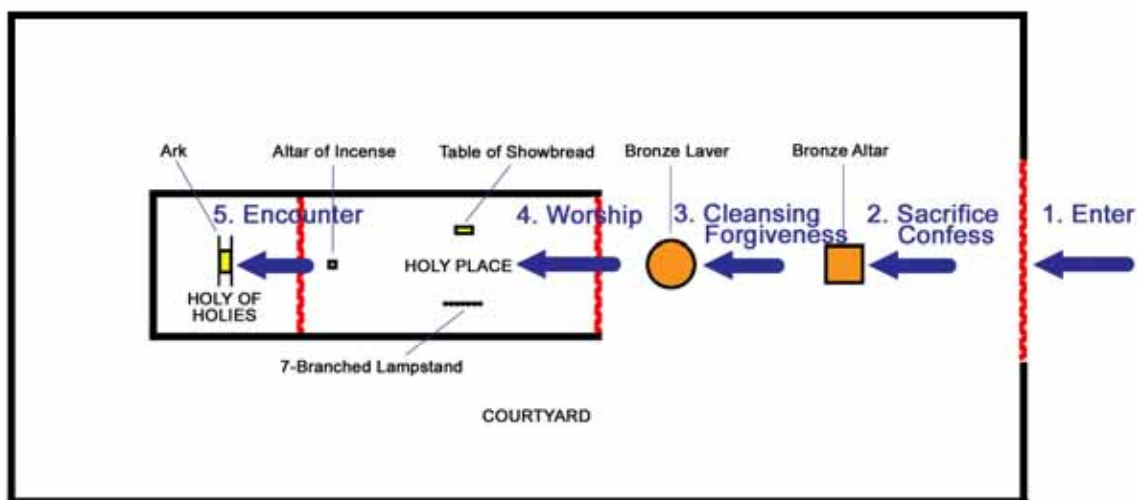 Ark
Altar of Incense
Table of Showbread
Bronze Laver
Bronze Altar
5. Encounter
4. Worship
3. Cleansing
Forgiveness
2. Sacrifice
Confess
1. Enter
HOLY PLACE
HOLY OF
HOLIES
7-Branched Lampstand
COURTYARD